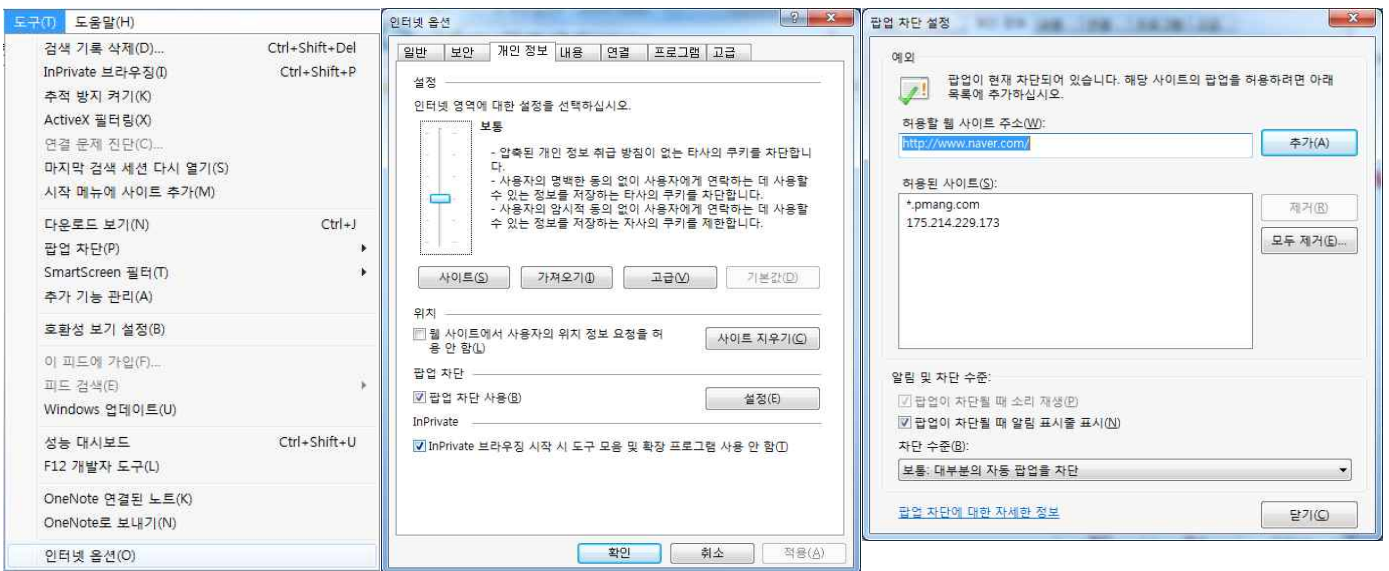 도구(T) 도움말(H)
검색 기록 삭제(D)... Ctrl+Shift+Del
InPrivate 브라우징(I) Ctrl+Shift+P
추적 방지 켜기(K)
ActiveX 필터링(X)
연결 문제 진단(C)...
마지막 검색 세션 다시 열기(S)
시작 메뉴에 사이트 추가(M)
다운로드 보기(N) Ctrl+J
팝업 차단(P)
SmartScreen 필터(T)
추가 기능 관리(A)
호환성 보기 설정(B)
이 피드에 가입(F)...
피드 검색(E)
Windows 업데이트(U)
성능 대시보드 Ctrl+Shift+U
F12 개발자 도구(L)
OneNote 연결된 노트(K)
OneNote로 보내기(N)
인터넷 옵션(O)
인터넷 옵션
일반 보안 개인 정보 내용 연결 프로그램 고급
설정
인터넷 영역에 대한 설정을 선택하십시오.
보통
- 압축된 개인 정보 취급 방침이 없는 타사의 쿠키를 차단합니
다.
- 사용자의 명백한 동의 없이 사용자에게 연락하는 데 사용할
수 있는 정보를 저장하는 타사의 쿠키를 차단합니다.
- 사용자의 암시적 동의 없이 사용자에게 연락하는 데 사용할
수 있는 정보를 저장하는 자사의 쿠키를 제한합니다.
사이트(S) 가져오기(I) 고급(V) 기본값(D)
위치
웹 사이트에서 사용자의 위치 정보 요청을 허
용 안 함(L)
사이트 지우기(C)
팝업 차단
팝업 차단 사용(B) 설정(E)
InPrivate
InPrivate 브라우징 시작 시 도구 모음 및 확장 프로그램 사용 안 함(T)
확인 취소 적용(A)
팝업 차단 설정
예외
팝업이 현재 차단되어 있습니다. 해당 사이트의 팝업을 허용하려면 아래
목록에 추가하십시오.
허용할 웹 사이트 주소(W):
http://www.naver.com/ 추가(A)
허용된 사이트(S):
*.pmang.com
175.214.229.173
제거(R)
모두 제거(E)...
알림 및 차단 수준:
팝업이 차단될 때 소리 재생(P)
팝업이 차단될 때 알림 표시줄 표시(N)
차단 수준(B):
보통: 대부분의 자동 팝업을 차단
팝업 차단에 대한 자세한 정보
닫기(C)